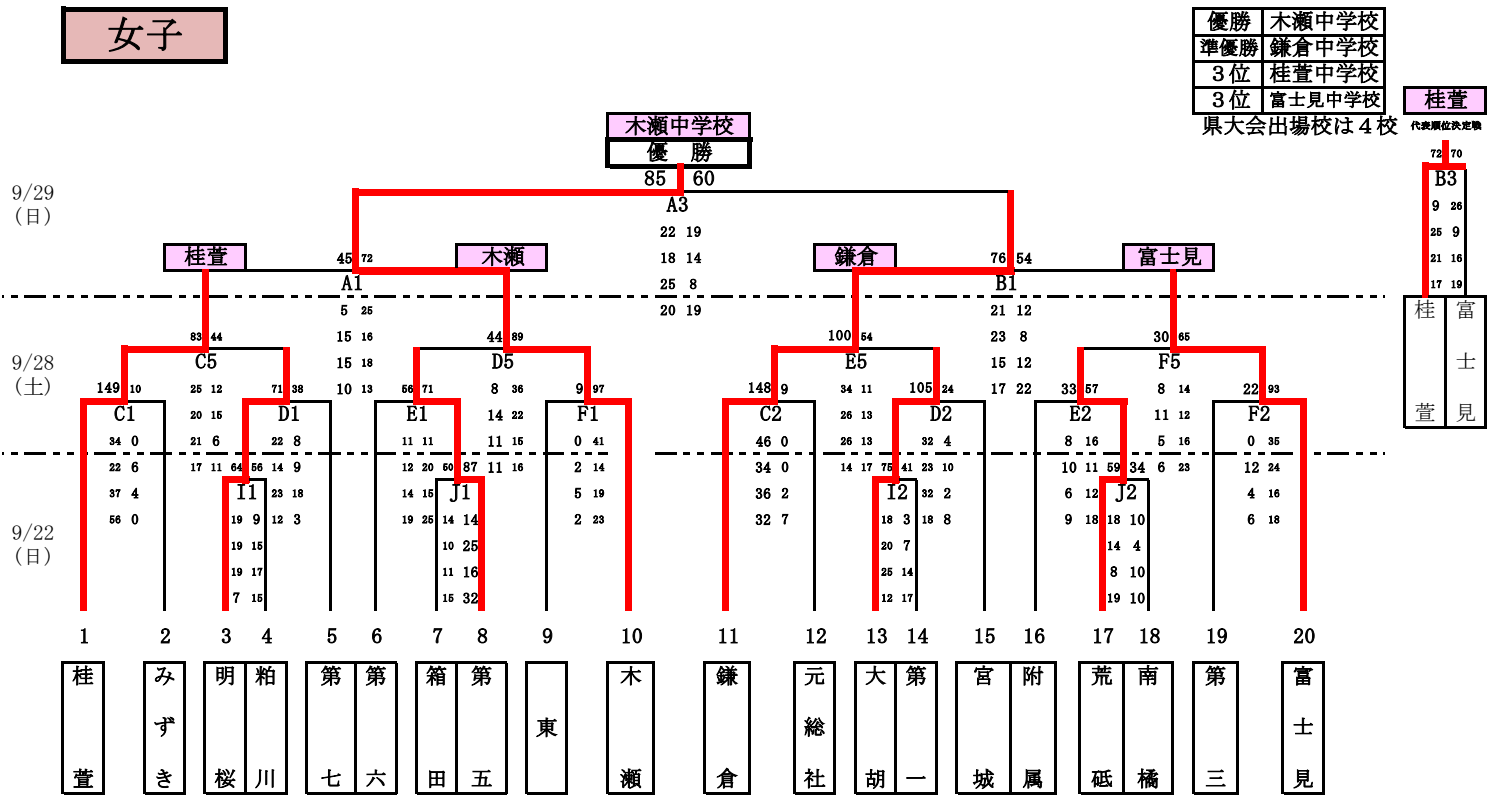 女子
優勝 木瀬中学校
準優勝 鎌倉中学校
３位 桂萱中学校
３位 富士見中学校
県大会出場校は４校
桂萱
代表順位決定戦
72 70
B3
9 26
25 9
21 16
17 19
桂萱 富士見
木瀬中学校
優 勝
85 60
A3
22 19
18 14
25 8
20 19
9/29
(日)
桂萱 木瀬 鎌倉 富士見
45 72
A1
5 25
15 16
15 18
10 13
76 54
B1
21 12
23 8
15 12
17 22
9/28
(土)
83 44
C5
25 12
20 15
21 6
17 11
44 89
D5
8 36
14 22
11 15
11 16
100 54
E5
34 11
26 13
26 13
14 17
30 65
F5
8 14
11 12
5 16
6 23
149 10
C1
34 0
22 6
37 4
56 0
71 38
D1
22 8
14 9
23 18
12 3
56 71
E1
11 11
12 20
14 15
19 25
9 97
F1
0 41
2 14
5 19
2 23
148 9
C2
46 0
34 0
36 2
32 7
105 24
D2
32 4
23 10
32 2
18 8
33 57
E2
8 16
10 11
6 12
9 18
22 93
F2
0 35
12 24
4 16
6 18
9/22
(日)
64 56
I1
19 9
19 15
19 17
7 15
50 87
J1
14 14
10 25
11 16
15 32
75 41
I2
18 3
20 7
25 14
12 17
59 34
J2
18 10
14 4
8 10
19 10
1 2 3 4 5 6 7 8 9 10 11 12 13 14 15 16 17 18 19 20
桂萱 みずき 明桜 粕川 第七 第六 箱田 第五 東 木瀬 鎌倉 元総社 大胡 第一 宮城 附属 荒砥 南橘 第三 富士見